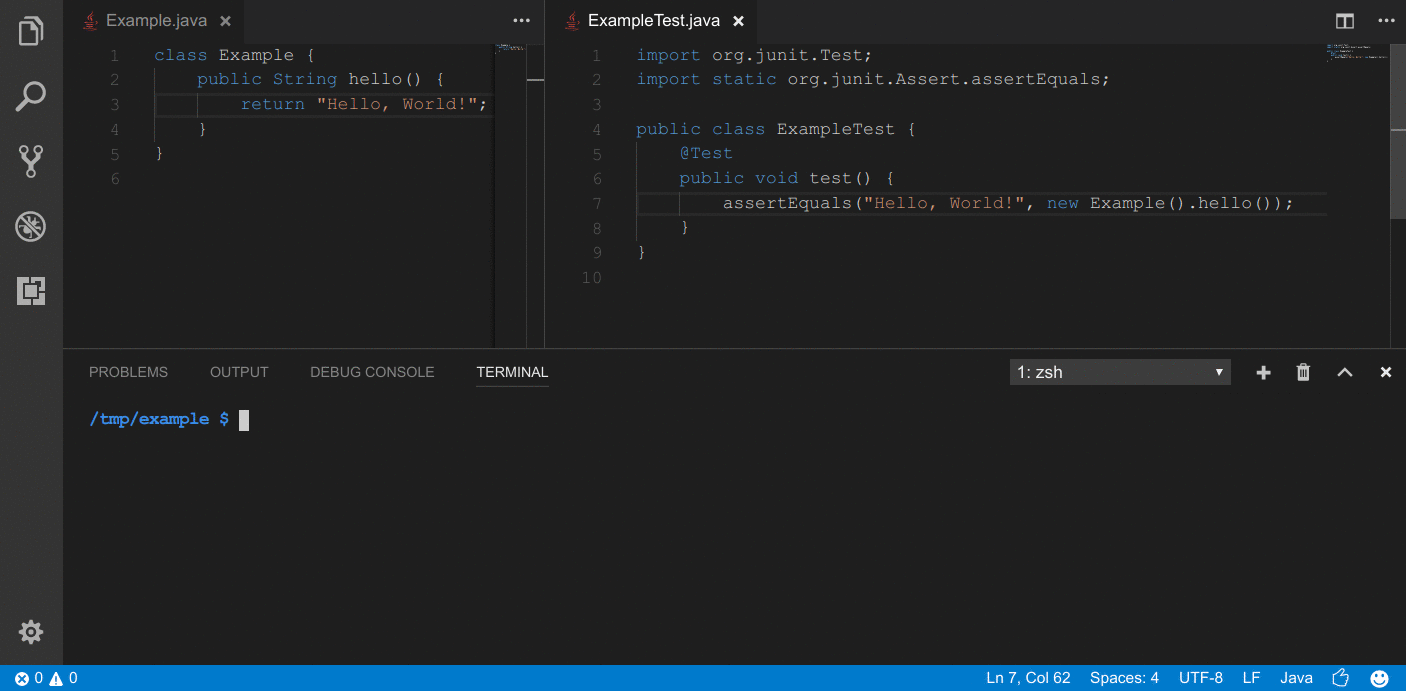 Example.java
1 class Example {
2 public String hello() {
3 return "Hello, World!";
4 }
5 }
6
ExampleTest.java
1 import org.junit.Test;
2 import static org.junit.Assert.assertEquals;
3
4 public class ExampleTest {
5 @Test
6 public void test() {
7 assertEquals("Hello, World!", new Example().hello());
8 }
9 }
10
PROBLEMS OUTPUT DEBUG CONSOLE TERMINAL 1: zsh
/tmp/example $
0 0 Ln 7, Col 62 Spaces: 4 UTF-8 LF Java